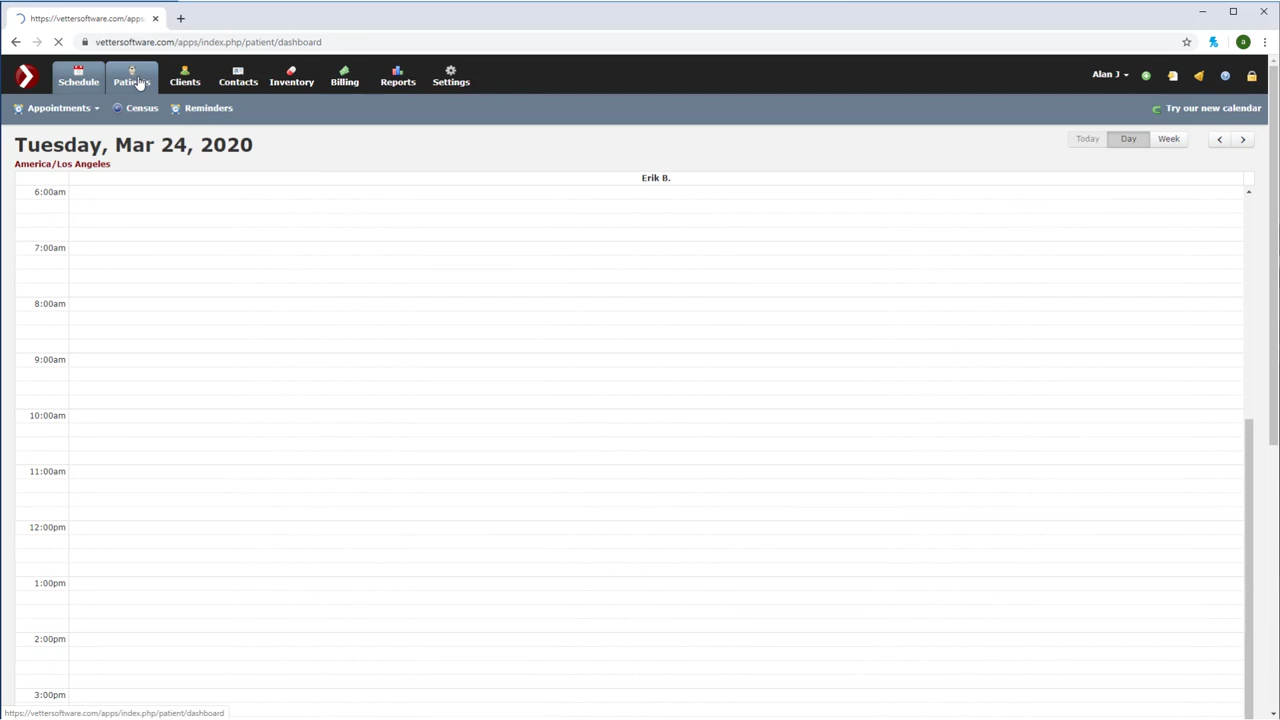 https://vettersoftware.com/apps
vettersoftware.com/apps/index.php/patient/dashboard
a
Schedule
Patients
Clients
Contacts
Inventory
Billing
Reports
Settings
Alan J
Appointments
Census
Reminders
Try our new calendar
Tuesday, Mar 24, 2020
Today
Day
Week
America/Los Angeles
Erik B.
6:00am
7:00am
8:00am
9:00am
10:00am
11:00am
12:00pm
1:00pm
2:00pm
3:00pm
https://vettersoftware.com/apps/index.php/patient/dashboard